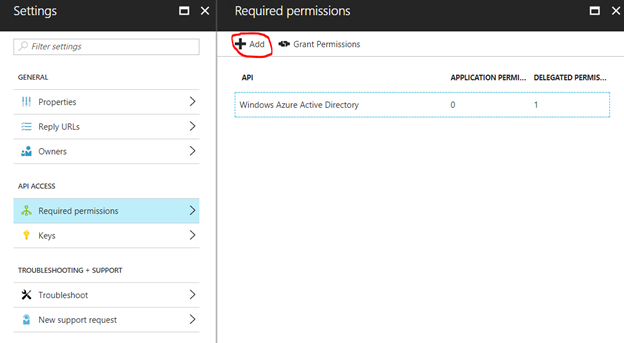 Settings
Filter settings
GENERAL
Properties
Reply URLs
Owners
API ACCESS
Required permissions
Keys
TROUBLESHOOTING + SUPPORT
Troubleshoot
New support request
Required permissions
Add Grant Permissions
API APPLICATION PERMI... DELEGATED PERMIS...
Windows Azure Active Directory 0 1